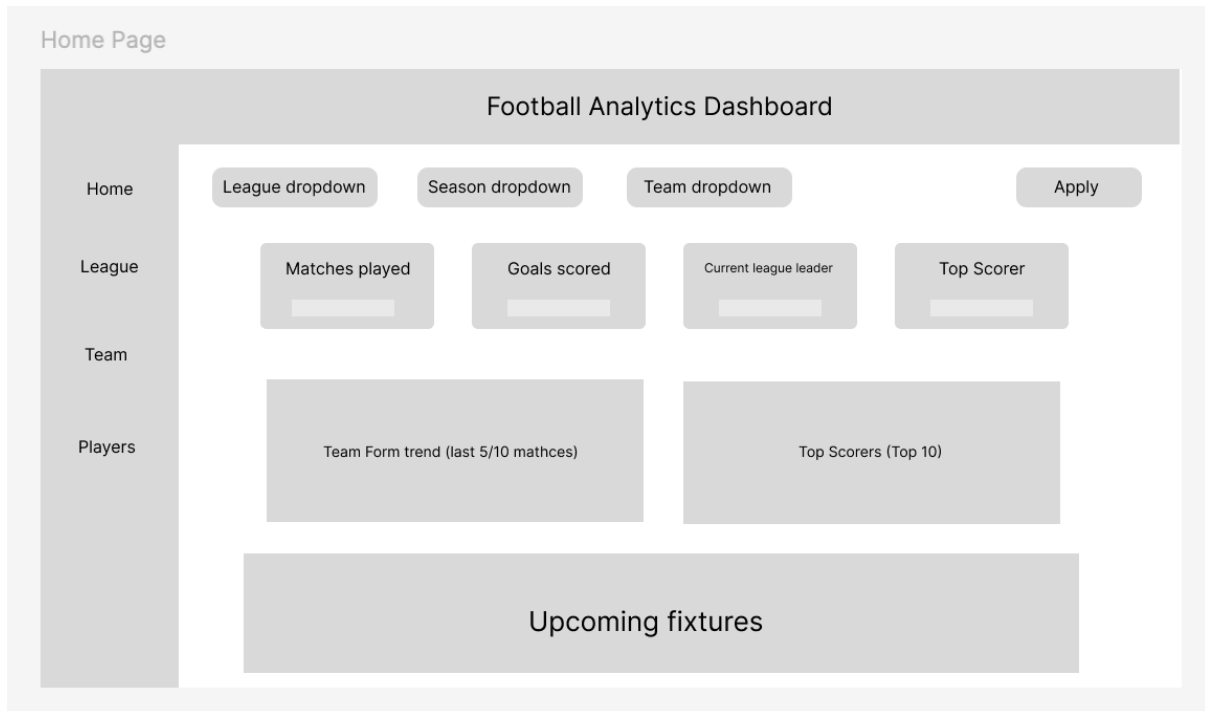 Home Page
Football Analytics Dashboard
Home
League
Team
Players
League dropdown
Season dropdown
Team dropdown
Apply
Matches played
Goals scored
Current league leader
Top Scorer
Team Form trend (last 5/10 mathces)
Top Scorers (Top 10)
Upcoming fixtures